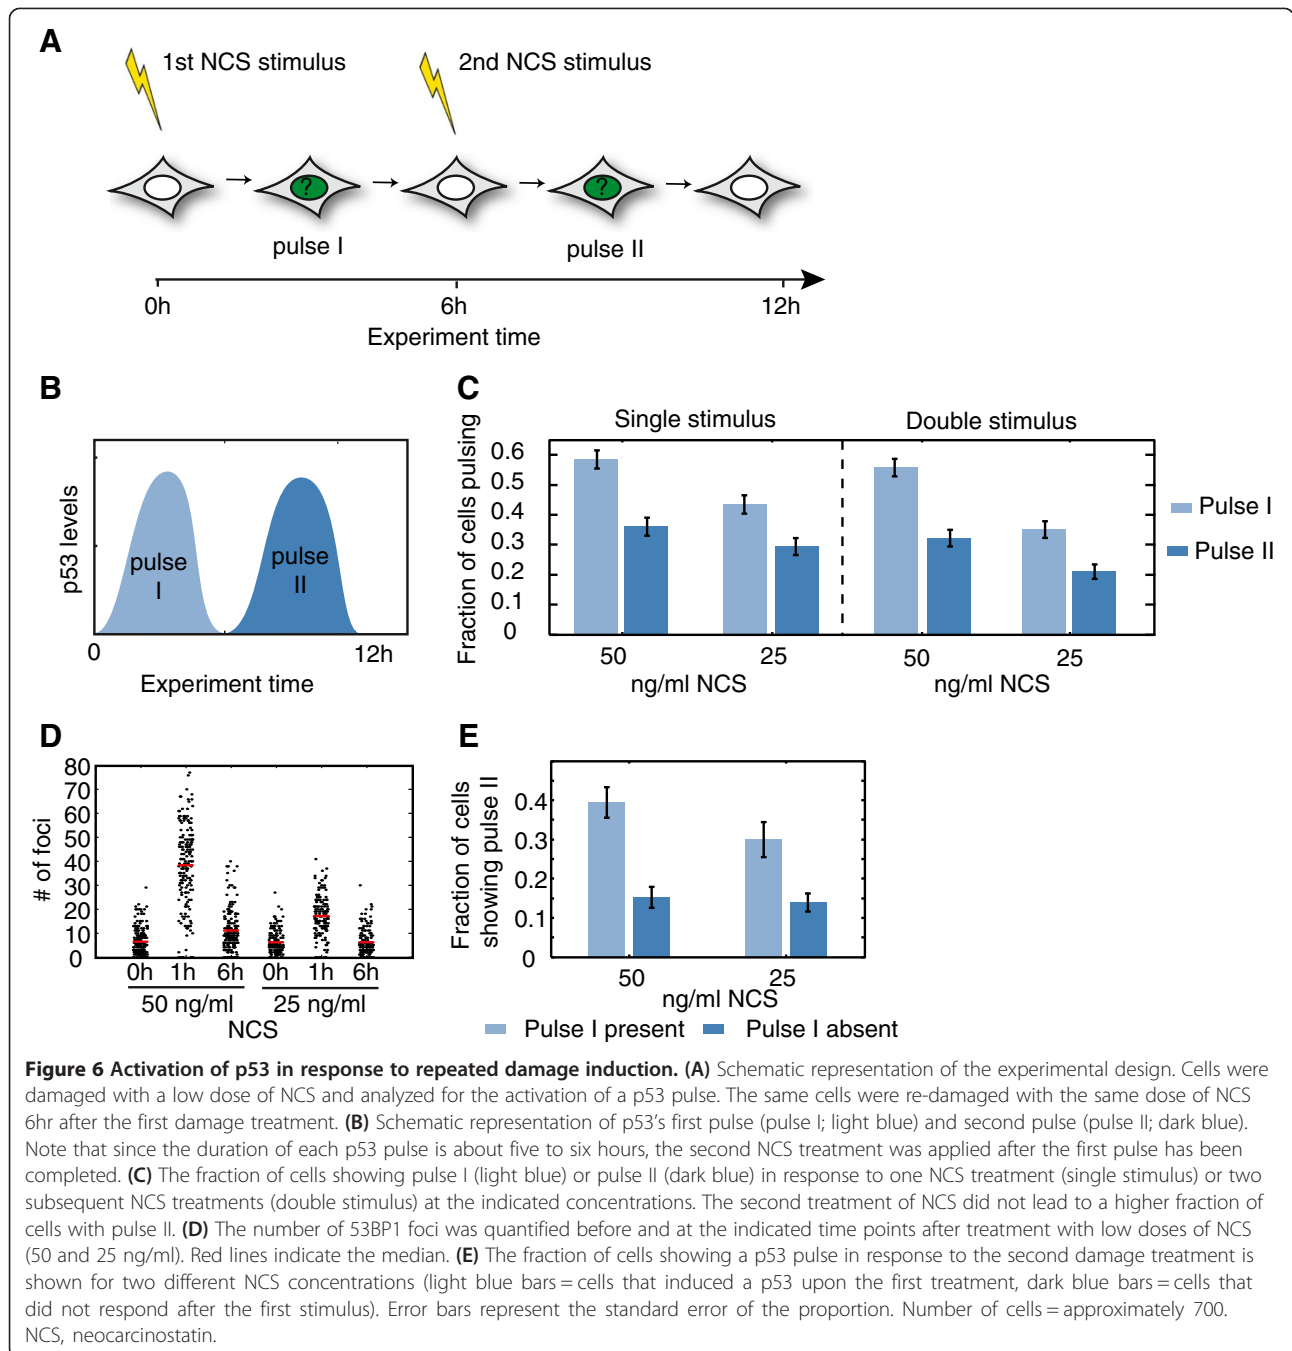 A
1st NCS stimulus
2nd NCS stimulus
?
?
pulse I
pulse II
0h
6h
12h
Experiment time
B
p53 levels
pulse
I
pulse
II
0
12h
Experiment time
C
Single stimulus
Double stimulus
Fraction of cells pulsing
0.6
0.5
0.4
0.3
0.2
0.1
0
50
25
50
25
ng/ml NCS
ng/ml NCS
Pulse I
Pulse II
D
# of foci
80
70
60
50
40
30
20
10
0
0h 1h 6h 0h 1h 6h
50 ng/ml 25 ng/ml
NCS
E
Fraction of cells
showing pulse II
0.4
0.3
0.2
0.1
0
50
25
ng/ml NCS
Pulse I present
Pulse I absent
Figure 6 Activation of p53 in response to repeated damage induction. (A) Schematic representation of the experimental design. Cells were
damaged with a low dose of NCS and analyzed for the activation of a p53 pulse. The same cells were re-damaged with the same dose of NCS
6hr after the first damage treatment. (B) Schematic representation of p53's first pulse (pulse I; light blue) and second pulse (pulse II; dark blue).
Note that since the duration of each p53 pulse is about five to six hours, the second NCS treatment was applied after the first pulse has been
completed. (C) The fraction of cells showing pulse I (light blue) or pulse II (dark blue) in response to one NCS treatment (single stimulus) or two
subsequent NCS treatments (double stimulus) at the indicated concentrations. The second treatment of NCS did not lead to a higher fraction of
cells with pulse II. (D) The number of 53BP1 foci was quantified before and at the indicated time points after treatment with low doses of NCS
(50 and 25 ng/ml). Red lines indicate the median. (E) The fraction of cells showing a p53 pulse in response to the second damage treatment is
shown for two different NCS concentrations (light blue bars = cells that induced a p53 upon the first treatment, dark blue bars = cells that
did not respond after the first stimulus). Error bars represent the standard error of the proportion. Number of cells = approximately 700.
NCS, neocarcinostatin.